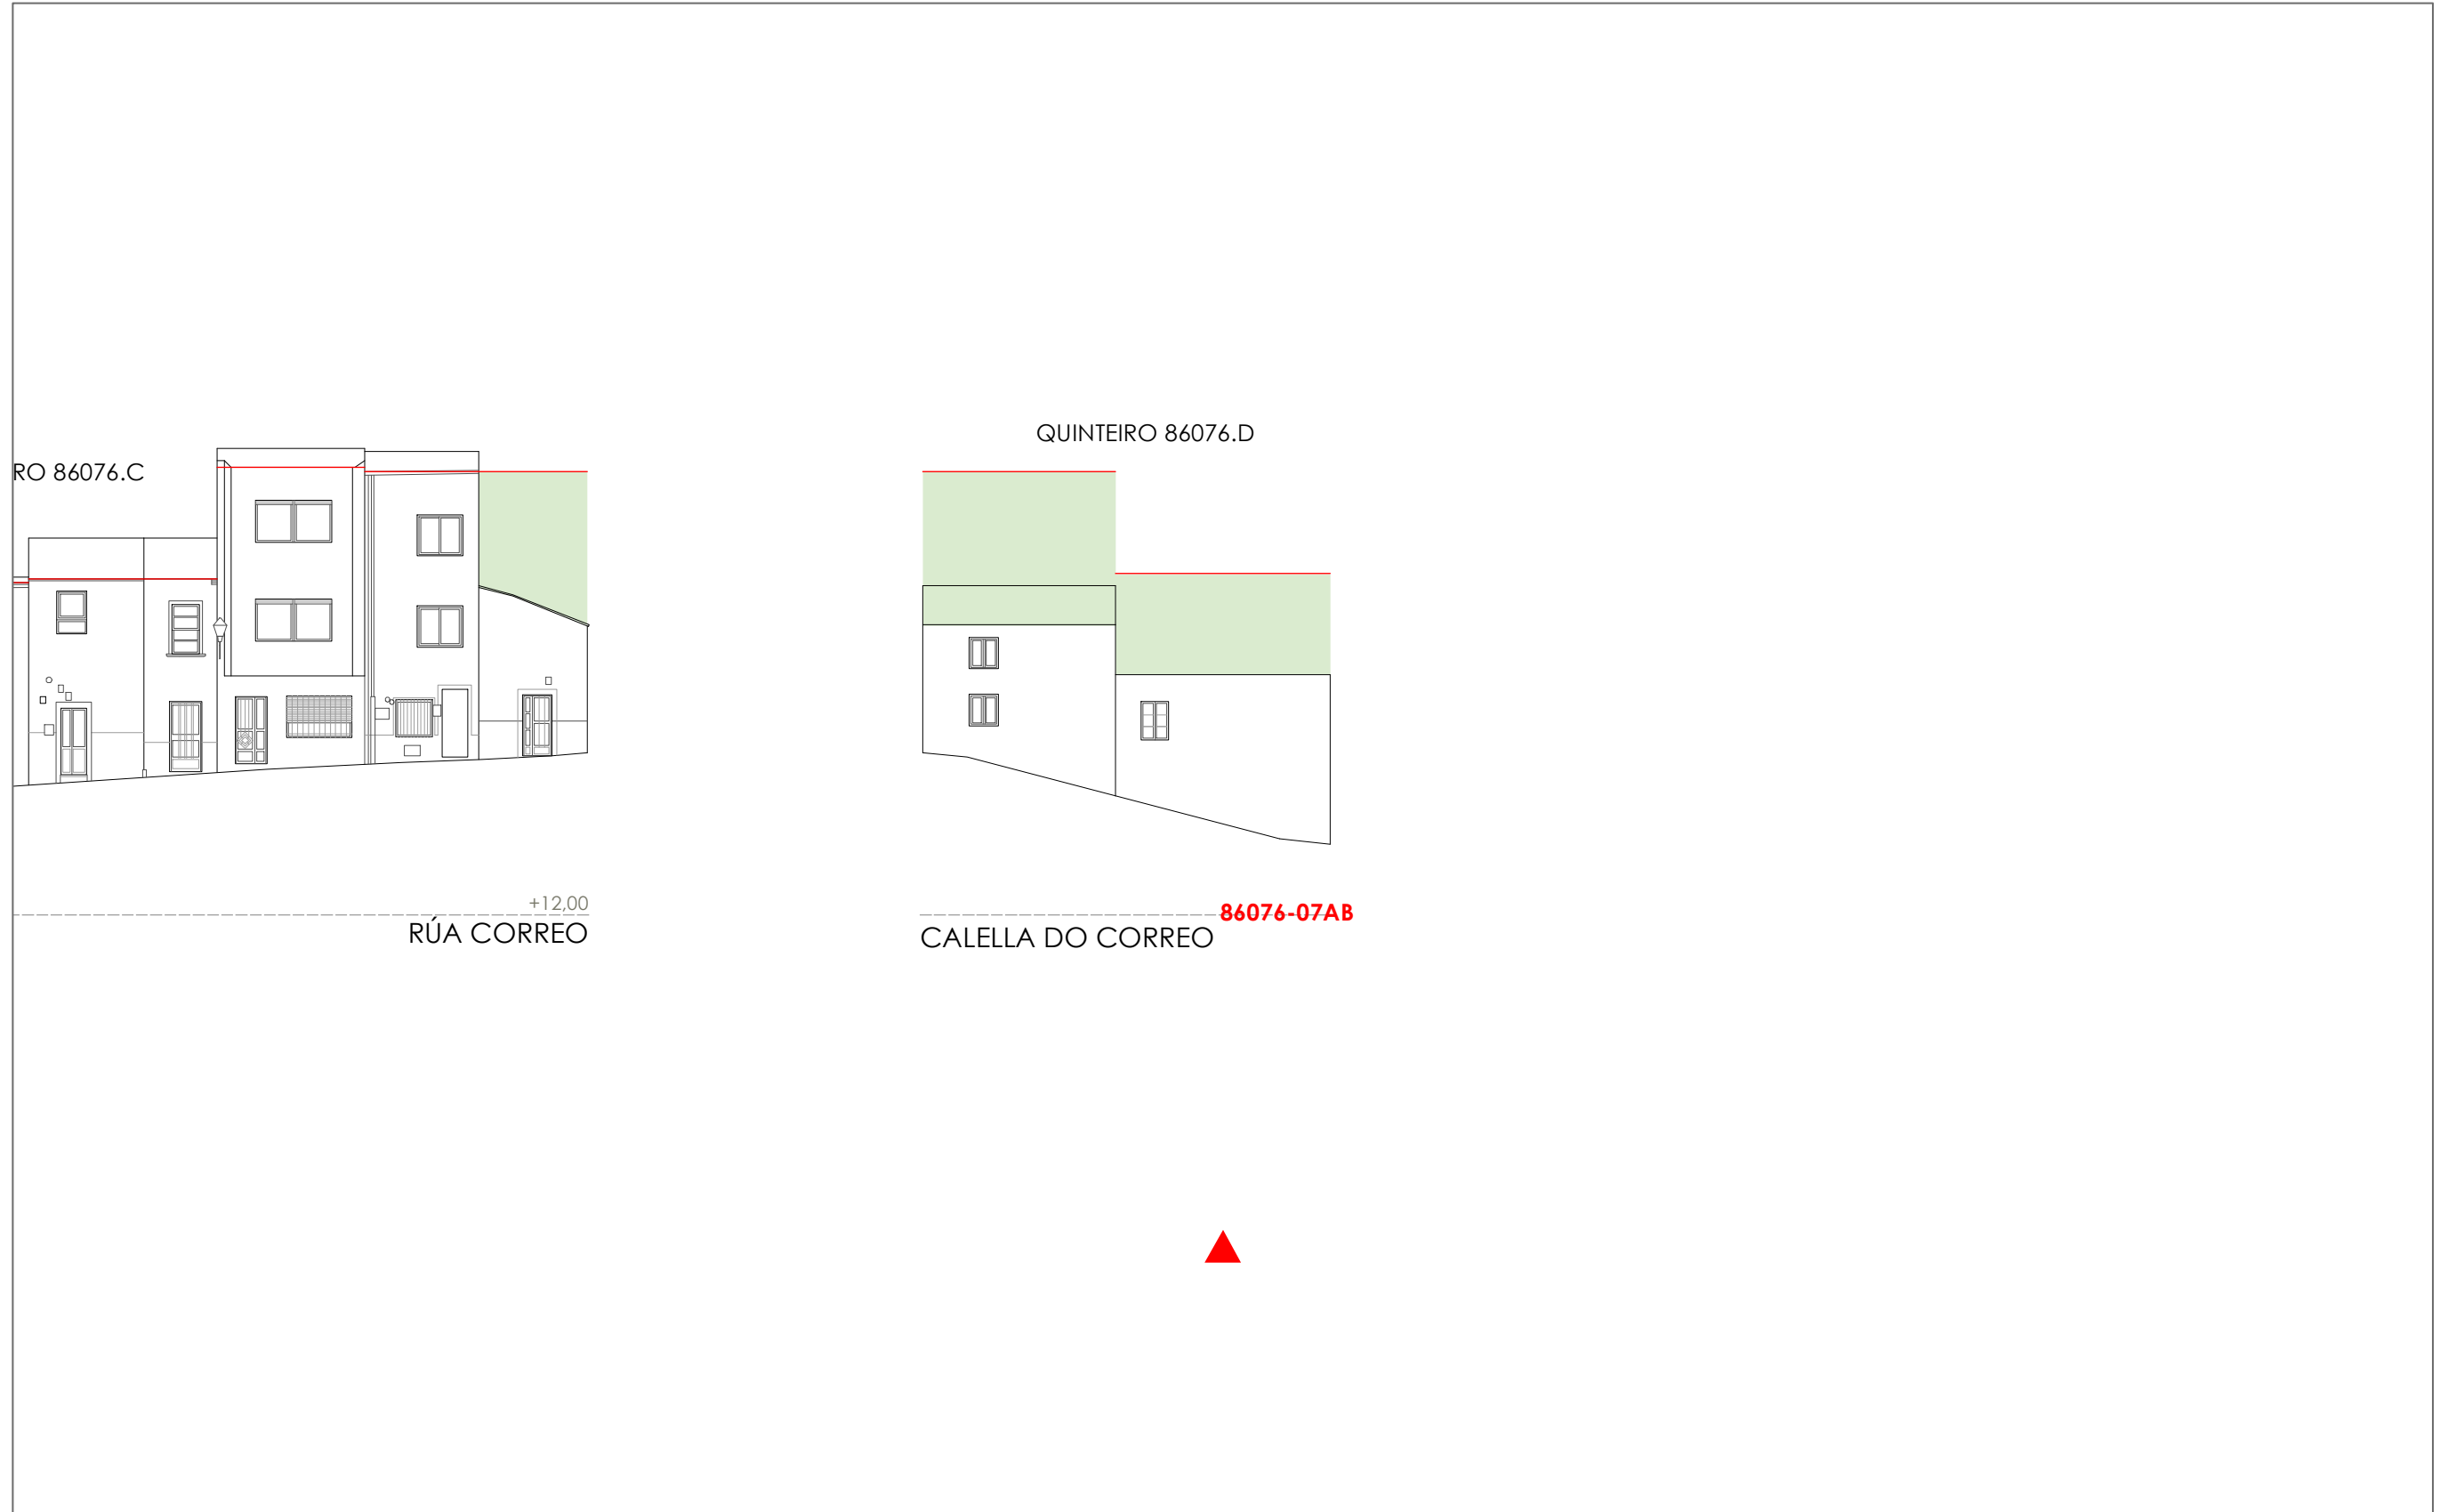 QUINTEIRO 86076.D
RO 86076.C
+12,00
86076-07AB
RÚA CORREO
CALELLA DO CORREO